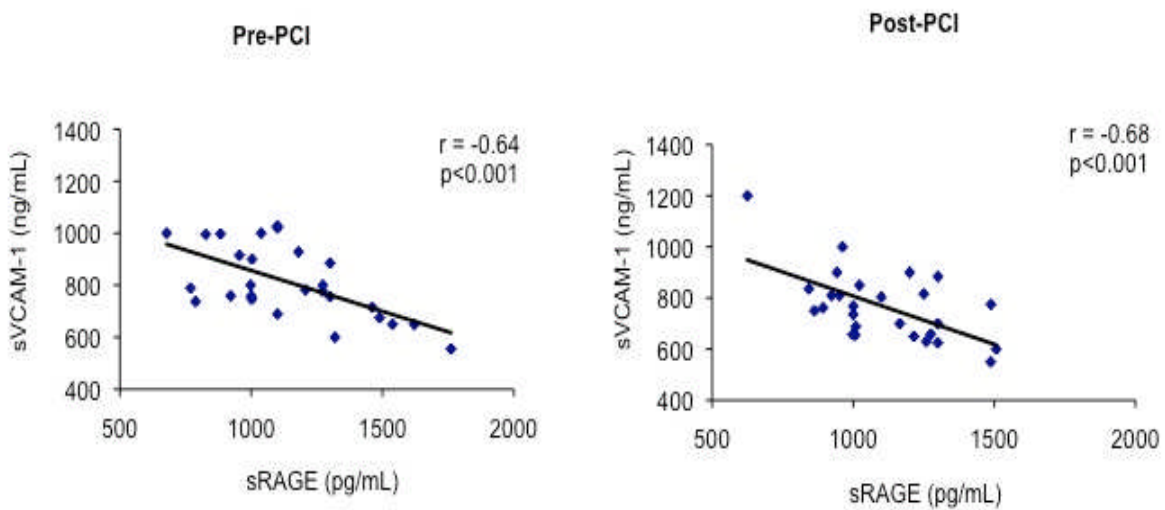 Pre-PCI
r = -0.64
p<0.001
sVCAM-1 (ng/mL)
1400
1200
1000
800
600
400
500 1000 1500 2000
sRAGE (pg/mL)
Post-PCI
r = -0.68
p<0.001
sVCAM-1 (ng/mL)
1400
1200
1000
800
600
400
500 1000 1500 2000
sRAGE (pg/mL)